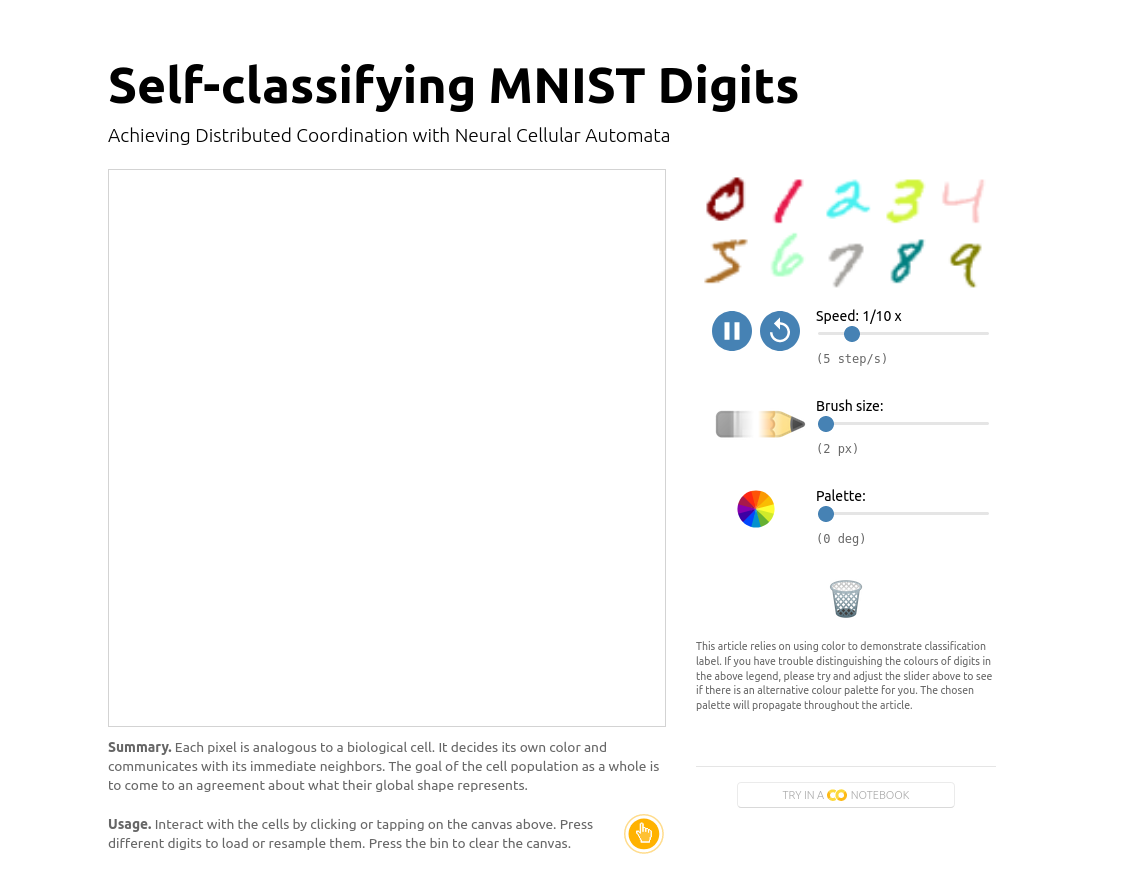 Self-classifying MNIST Digits
Achieving Distributed Coordination with Neural Cellular Automata
0 1 2 3 4
5 6 7 8 9
Speed: 1/10 x
(5 step/s)
Brush size:
(2 px)
Palette:
(0 deg)
This article relies on using color to demonstrate classification
label. If you have trouble distinguishing the colours of digits in
the above legend, please try and adjust the slider above to see
if there is an alternative colour palette for you. The chosen
palette will propagate throughout the article.
TRY IN A CO NOTEBOOK
Summary. Each pixel is analogous to a biological cell. It decides its own color and
communicates with its immediate neighbors. The goal of the cell population as a whole is
to come to an agreement about what their global shape represents.
Usage. Interact with the cells by clicking or tapping on the canvas above. Press
different digits to load or resample them. Press the bin to clear the canvas.